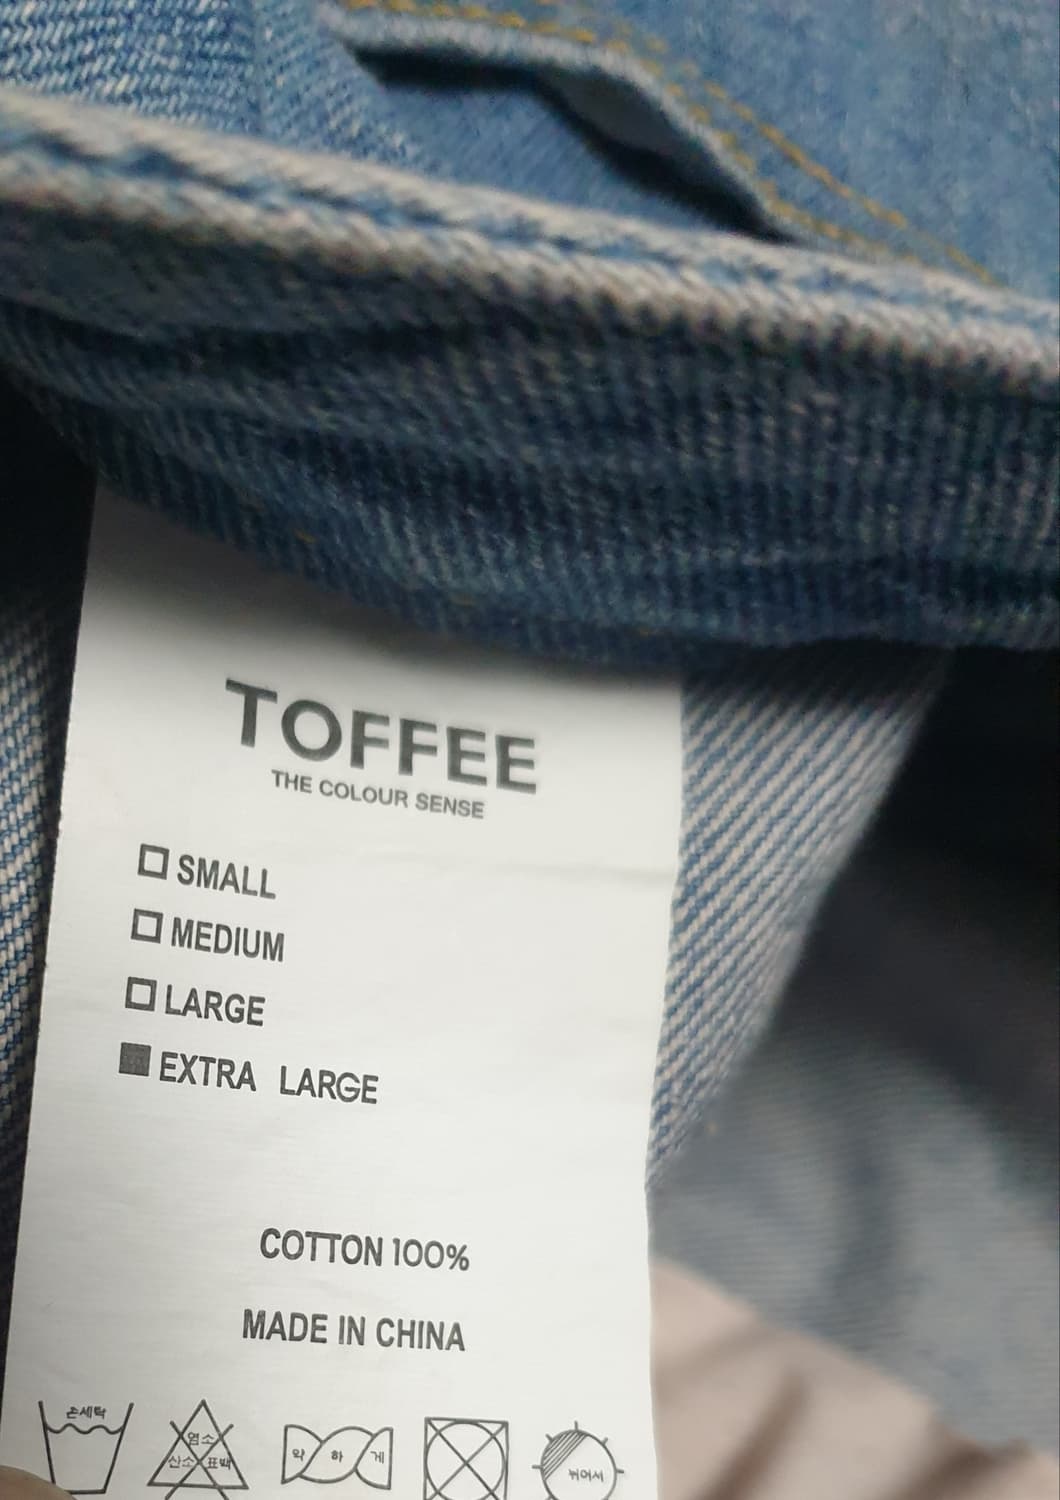 TOFFEE
THE COLOUR SENSE
SMALL
MEDIUM
LARGE
EXTRA LARGE
COTTON 100%
MADE IN CHINA
손세탁
염소
산소 표백
약 하 게
뉘어서